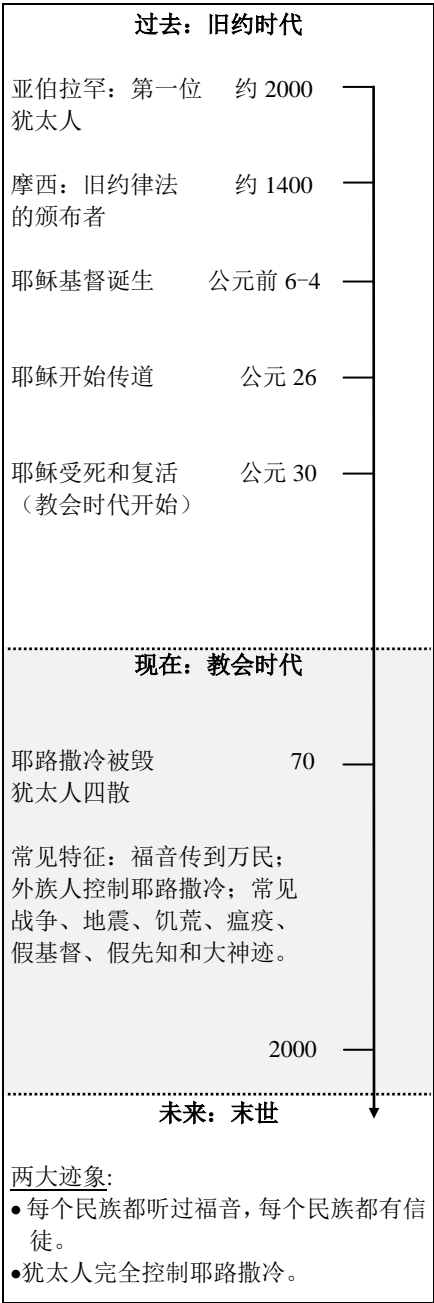 过去：旧约时代
亚伯拉罕：第一位 约 2000
犹太人
摩西：旧约律法 约 1400
的颁布者
耶稣基督诞生 公元前 6-4
耶稣开始传道 公元 26
耶稣受死和复活 公元 30
（教会时代开始）
现在：教会时代
耶路撒冷被毁 70
犹太人四散
常见特征：福音传到万民；
外族人控制耶路撒冷；常见
战争、地震、饥荒、瘟疫、
假基督、假先知和大神迹。
2000
未来：末世
两大迹象:
●每个民族都听过福音，每个民族都有信
徒。
●犹太人完全控制耶路撒冷。